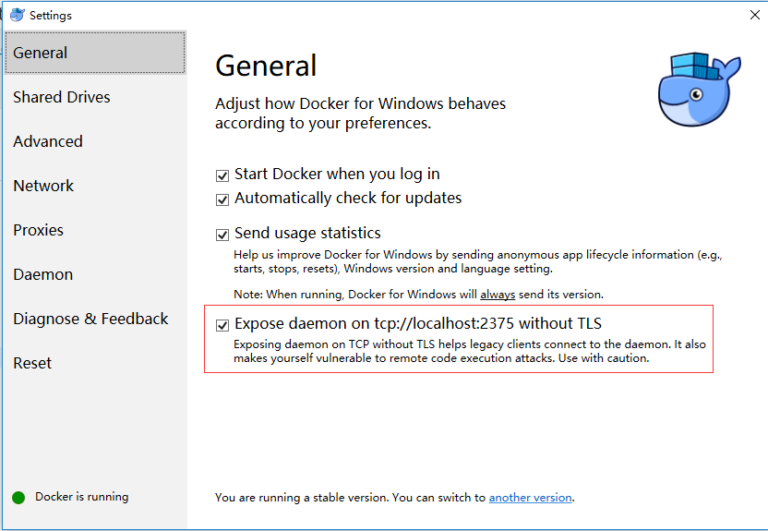 Settings
General
Shared Drives
Advanced
Network
Proxies
Daemon
Diagnose & Feedback
Reset
Docker is running
General
Adjust how Docker for Windows behaves
according to your preferences.
Start Docker when you log in
Automatically check for updates
Send usage statistics
Help us improve Docker for Windows by sending anonymous app lifecycle information (e.g.,
starts, stops, resets), Windows version and language setting.
Note: When running, Docker for Windows will always send its version.
Expose daemon on tcp://localhost:2375 without TLS
Exposing daemon on TCP without TLS helps legacy clients connect to the daemon. It also
makes yourself vulnerable to remote code execution attacks. Use with caution.
You are running a stable version. You can switch to another version.